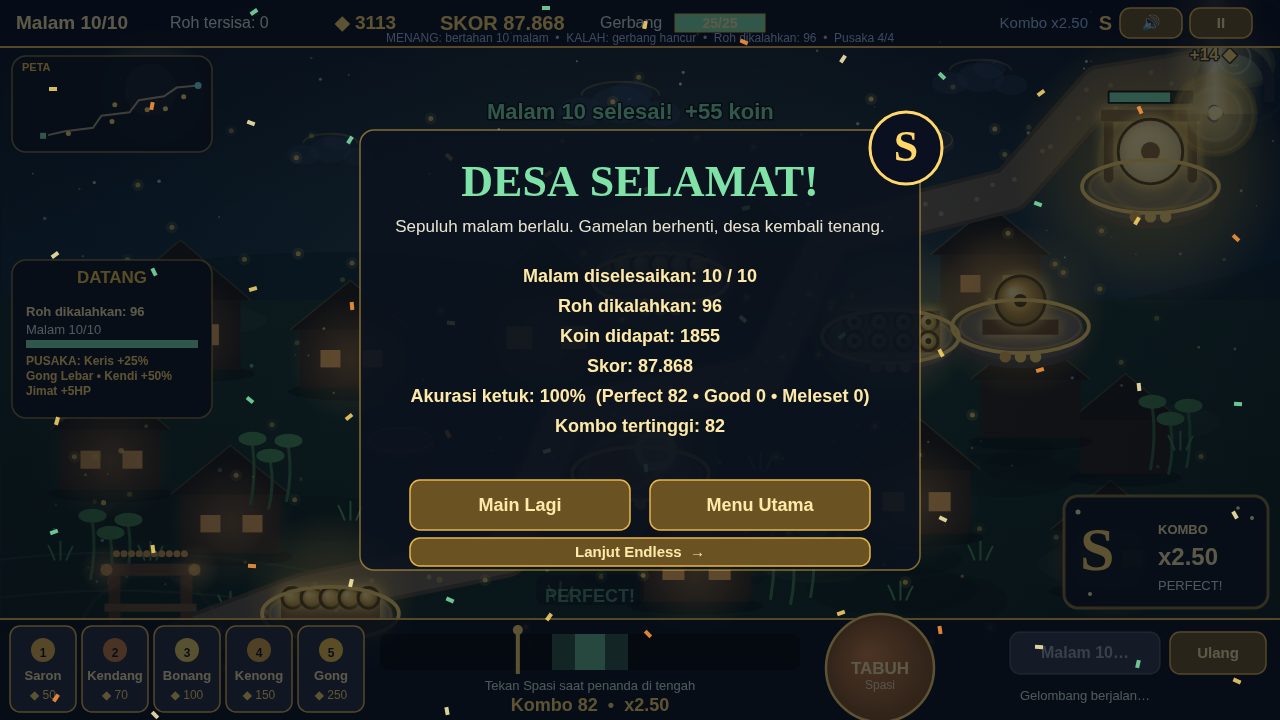 Malam 10/10
Roh tersisa: 0
◆ 3113
SKOR 87.868
Gerbang
25/25
Kombo x2.50
S
🔊
⏸
MENANG: bertahan 10 malam • KALAH: gerbang hancur • Roh dikalahkan: 96 • Pusaka 4/4
+14◆
PETA
Malam 10 selesai! +55 koin
S
DESA SELAMAT!
Sepuluh malam berlalu. Gamelan berhenti, desa kembali tenang.
Malam diselesaikan: 10 / 10
Roh dikalahkan: 96
Koin didapat: 1855
Skor: 87.868
Akurasi ketuk: 100% (Perfect 82 • Good 0 • Meleset 0)
Kombo tertinggi: 82
Main Lagi
Menu Utama
Lanjut Endless →
DATANG
Roh dikalahkan: 96
Malam 10/10
PUSAKA: Keris +25%
Gong Lebar • Kendi +50%
Jimat +5HP
S
KOMBO
x2.50
PERFECT!
PERFECT!
1
Saron
◆ 50
2
Kendang
◆ 70
3
Bonang
◆ 100
4
Kenong
◆ 150
5
Gong
◆ 250
Tekan Spasi saat penanda di tengah
Kombo 82 • x2.50
TABUH
Spasi
Malam 10…
Ulang
Gelombang berjalan…